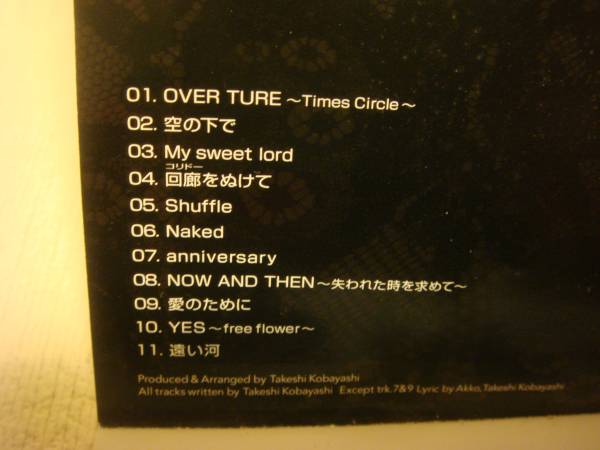 01. OVER TURE ～Times Circle～
02. 空の下で
03. My sweet lord
コリドー
04. 回廊をぬけて
05. Shuffle
06. Naked
07. anniversary
08. NOW AND THEN～失われた時を求めて～
09. 愛のために
10. YES～free flower～
11. 遠い河
Produced & Arranged by Takeshi Kobayashi
All tracks written by Takeshi Kobayashi Except trk.7&9 Lyric by Akko,Takeshi Kobayashi